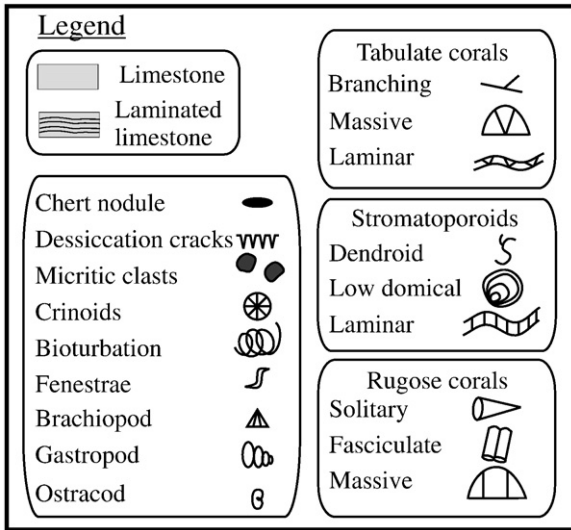 Legend
Limestone
Laminated
limestone
Chert nodule
Dessiccation cracks
Micritic clasts
Crinoids
Bioturbation
Fenestrae
Brachiopod
Gastropod
Ostracod
Tabulate corals
Branching
Massive
Laminar
Stromatoporoids
Dendroid
Low domical
Laminar
Rugose corals
Solitary
Fasciculate
Massive